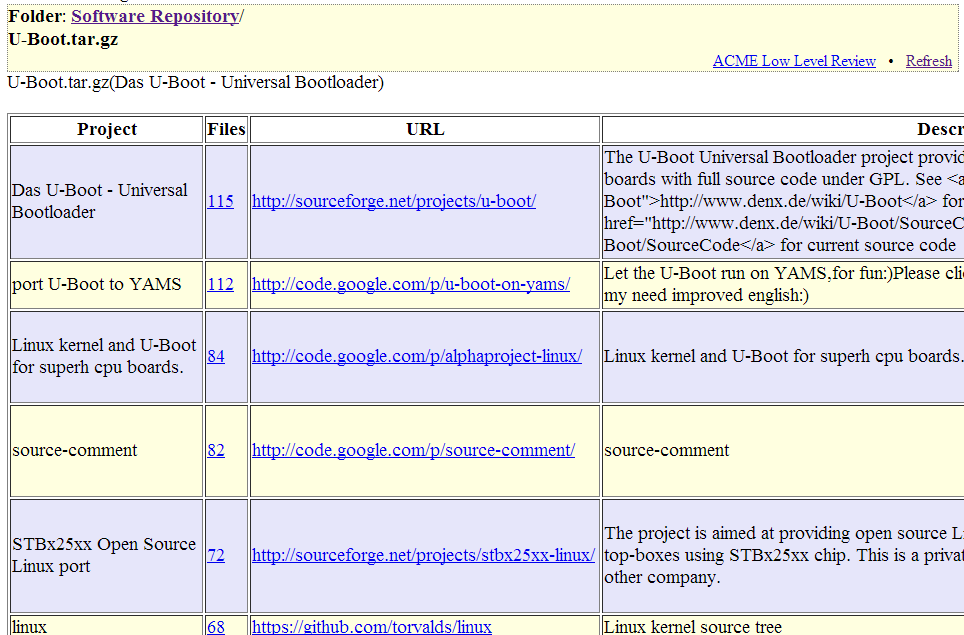 Folder: Software Repository/
U-Boot.tar.gz
ACME Low Level Review • Refresh
U-Boot.tar.gz(Das U-Boot - Universal Bootloader)
Project Files URL
Das U-Boot - Universal
Bootloader
115
http://sourceforge.net/projects/u-boot/
The U-Boot Universal Bootloader project
boards with full source code under GPL. See <a
Boot">http://www.denx.de/wiki/U-Boot</a> for
href="http://www.denx.de/wiki/U-Boot/SourceC
Boot/SourceCode</a> for current source code
port U-Boot to YAMS
112
http://code.google.com/p/u-boot-on-yams/
Let the U-Boot run on YAMS,for fun:)Please
my need improved english:)
Linux kernel and U-Boot
for superh cpu boards.
84
http://code.google.com/p/alphaproject-linux/
Linux kernel and U-Boot for superh cpu boards.
source-comment
82
http://code.google.com/p/source-comment/
source-comment
STBx25xx Open Source
Linux port
72
http://sourceforge.net/projects/stbx25xx-linux/
The project is aimed at providing open source
top-boxes using STBx25xx chip. This is a
other company.
linux
68
https://github.com/torvalds/linux
Linux kernel source tree